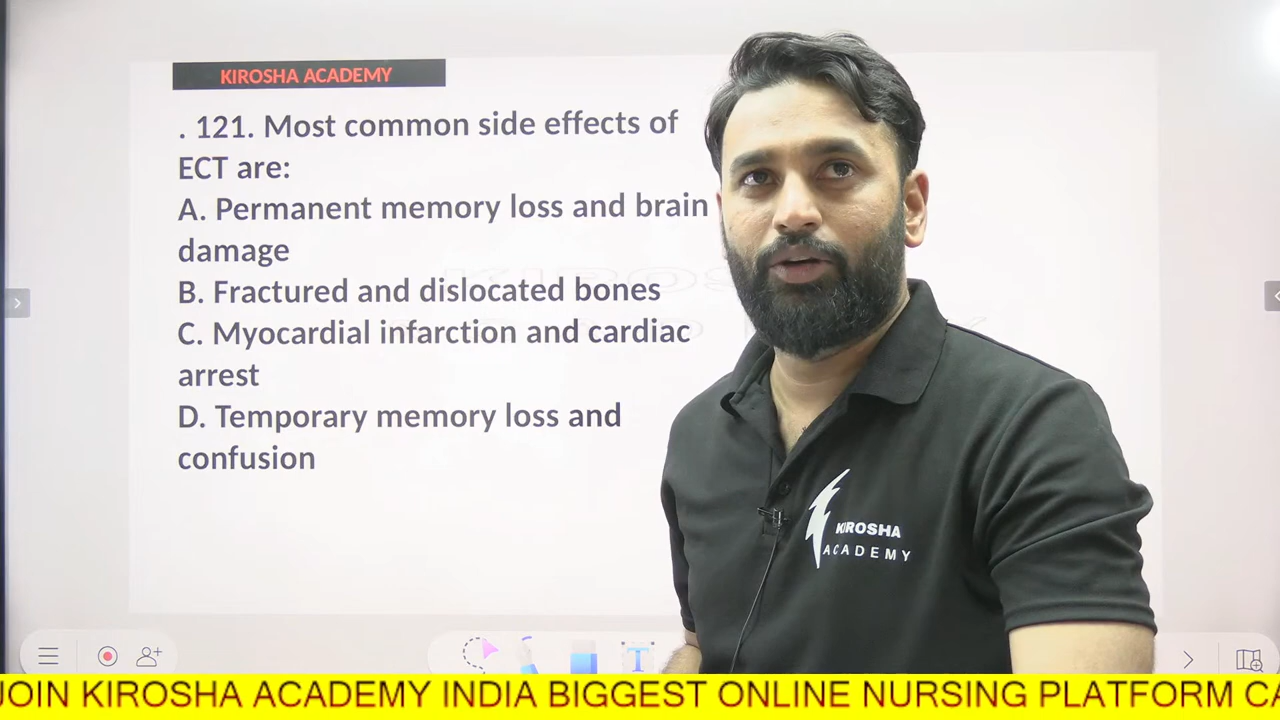 KIROSHA ACADEMY
. 121. Most common side effects of
ECT are:
A. Permanent memory loss and brain
damage
B. Fractured and dislocated bones
C. Myocardial infarction and cardiac
arrest
D. Temporary memory loss and
confusion
KIROSHA
ACADEMY
T
JOIN KIROSHA ACADEMY INDIA BIGGEST ONLINE NURSING PLATFORM